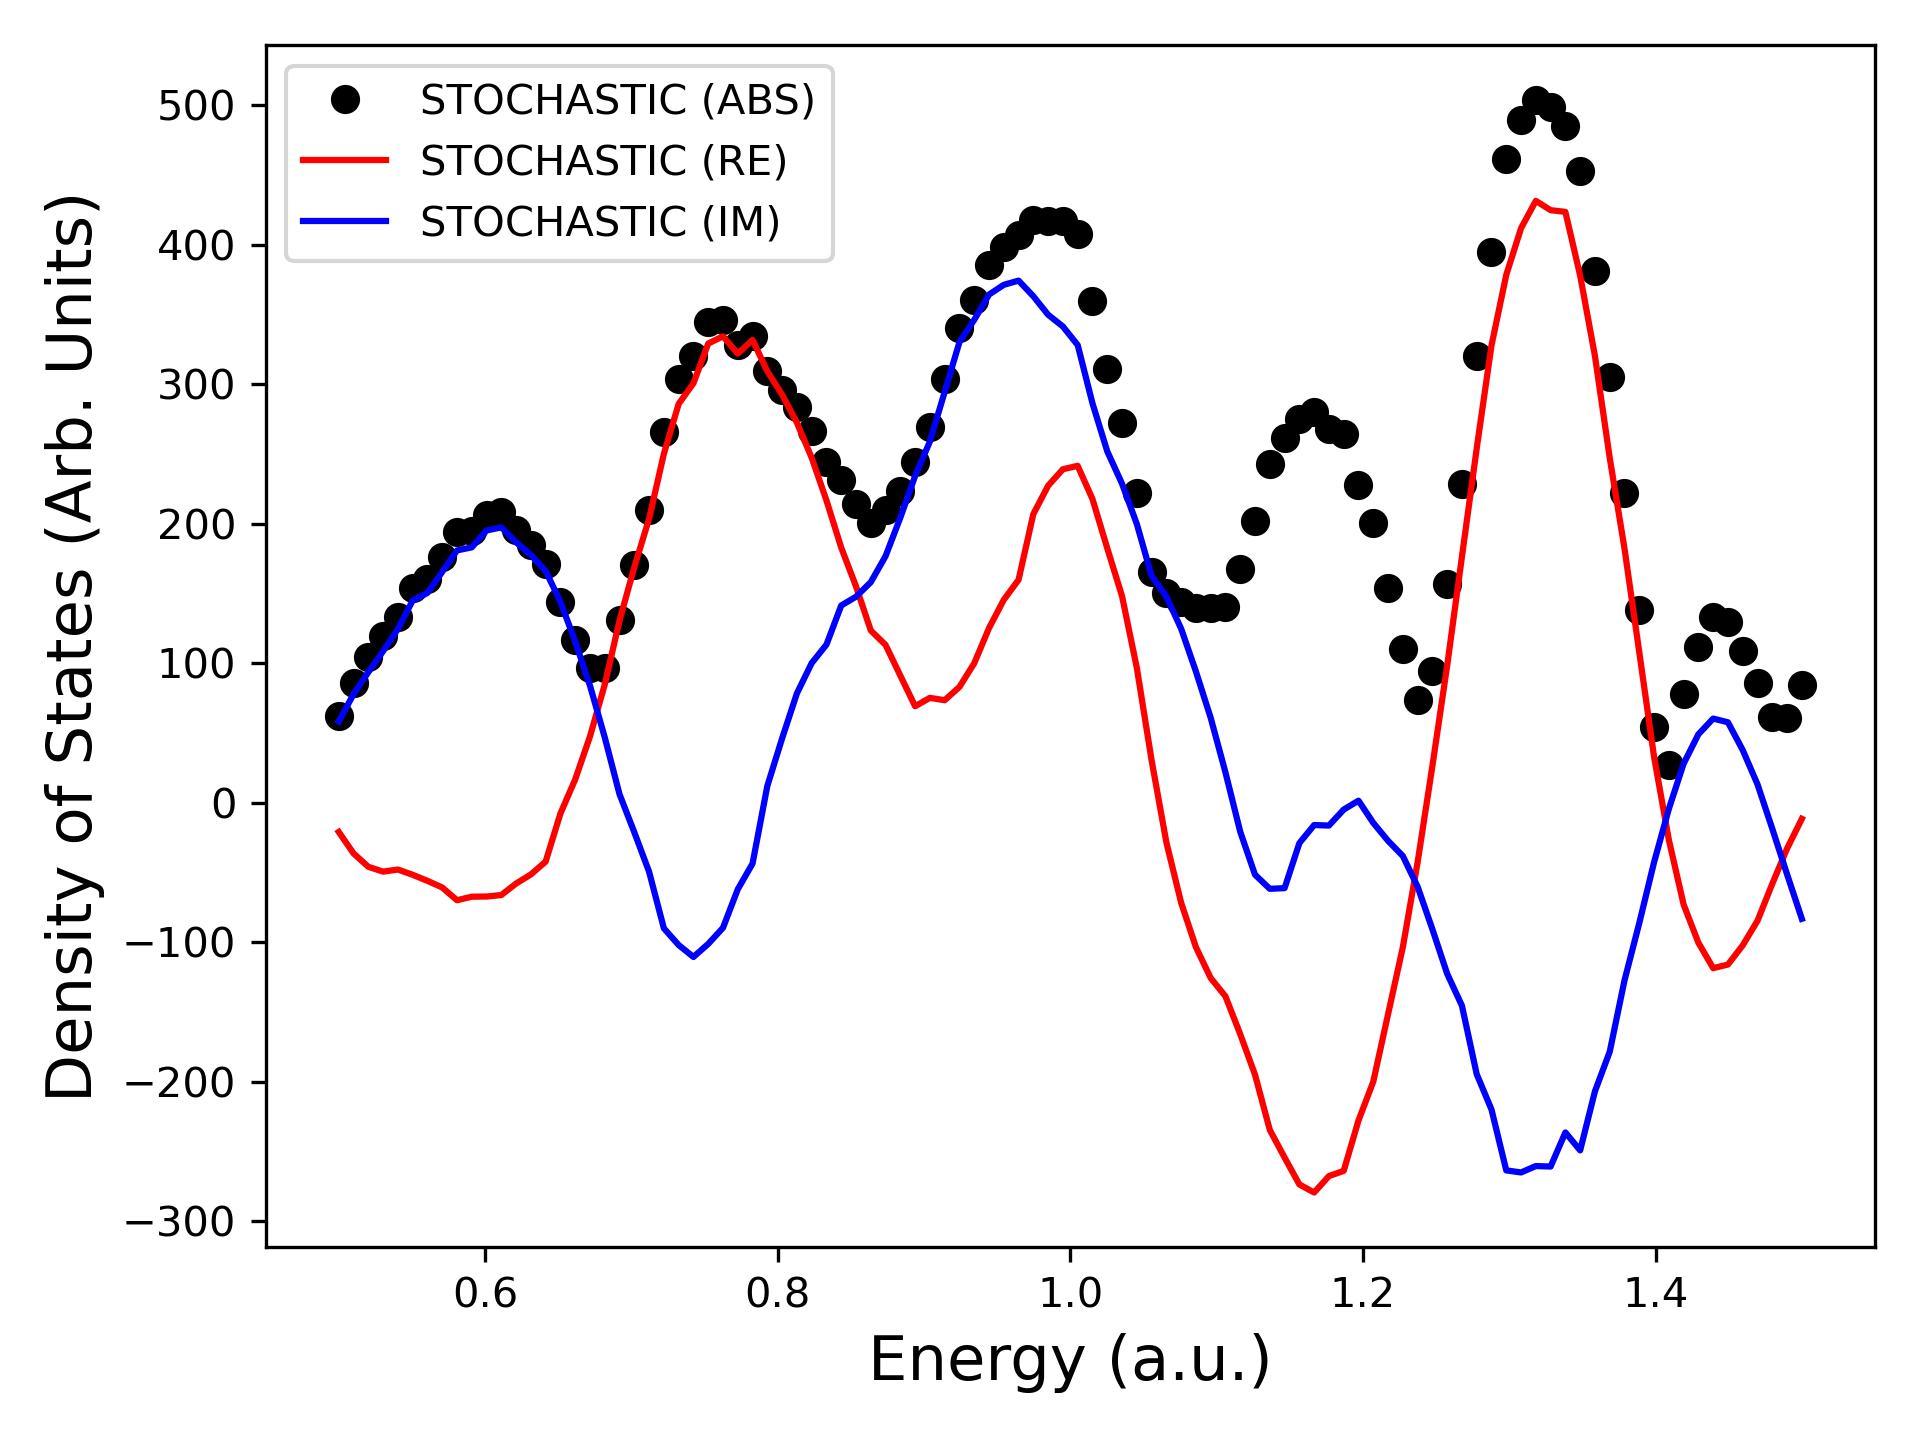 STOCHASTIC (ABS)
STOCHASTIC (RE)
STOCHASTIC (IM)
Density of States (Arb. Units)
500
400
300
200
100
0
−100
−200
−300
0.6
0.8
1.0
1.2
1.4
Energy (a.u.)